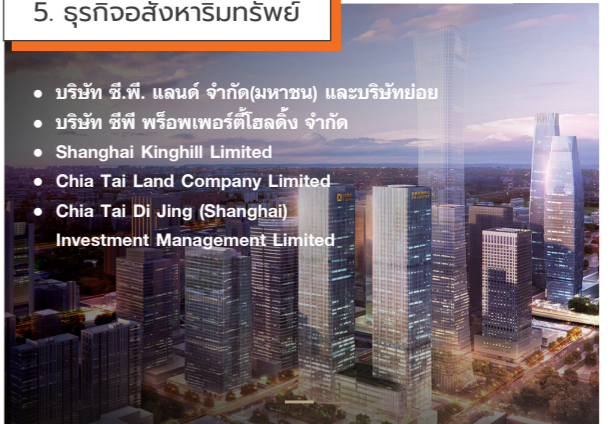 5. ธุรกิจอสังหาริมทรัพย์
● บริษัท ซี.พี. แลนด์ จำกัด(มหาชน) และบริษัทย่อย
● บริษัท ซีพี พร็อพเพอร์ตี้โฮลดิ้ง จำกัด
● Shanghai Kinghill Limited
● Chia Tai Land Company Limited
● Chia Tai Di Jing (Shanghai)
Investment Management Limited